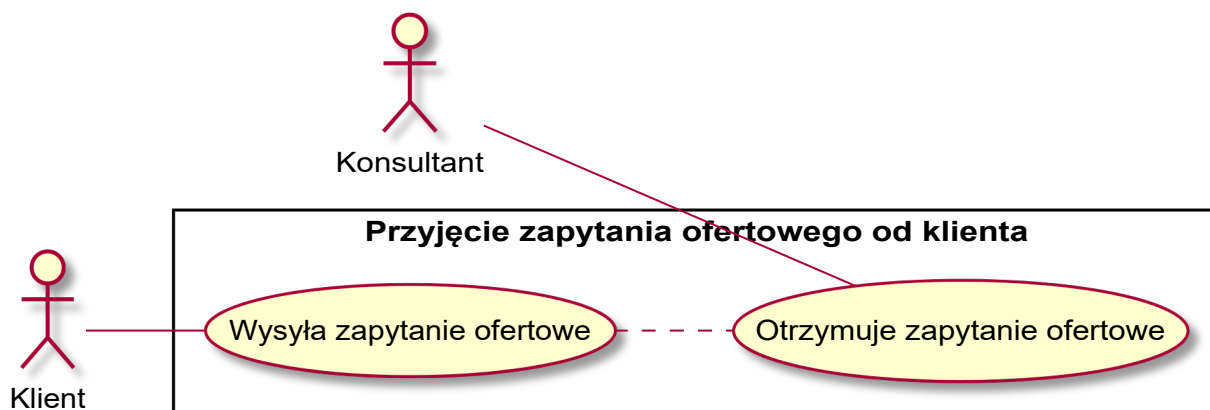 Konsultant
Przyjęcie zapytania ofertowego od klienta
Wysyła zapytanie ofertowe
Otrzymuje zapytanie ofertowe
Klient